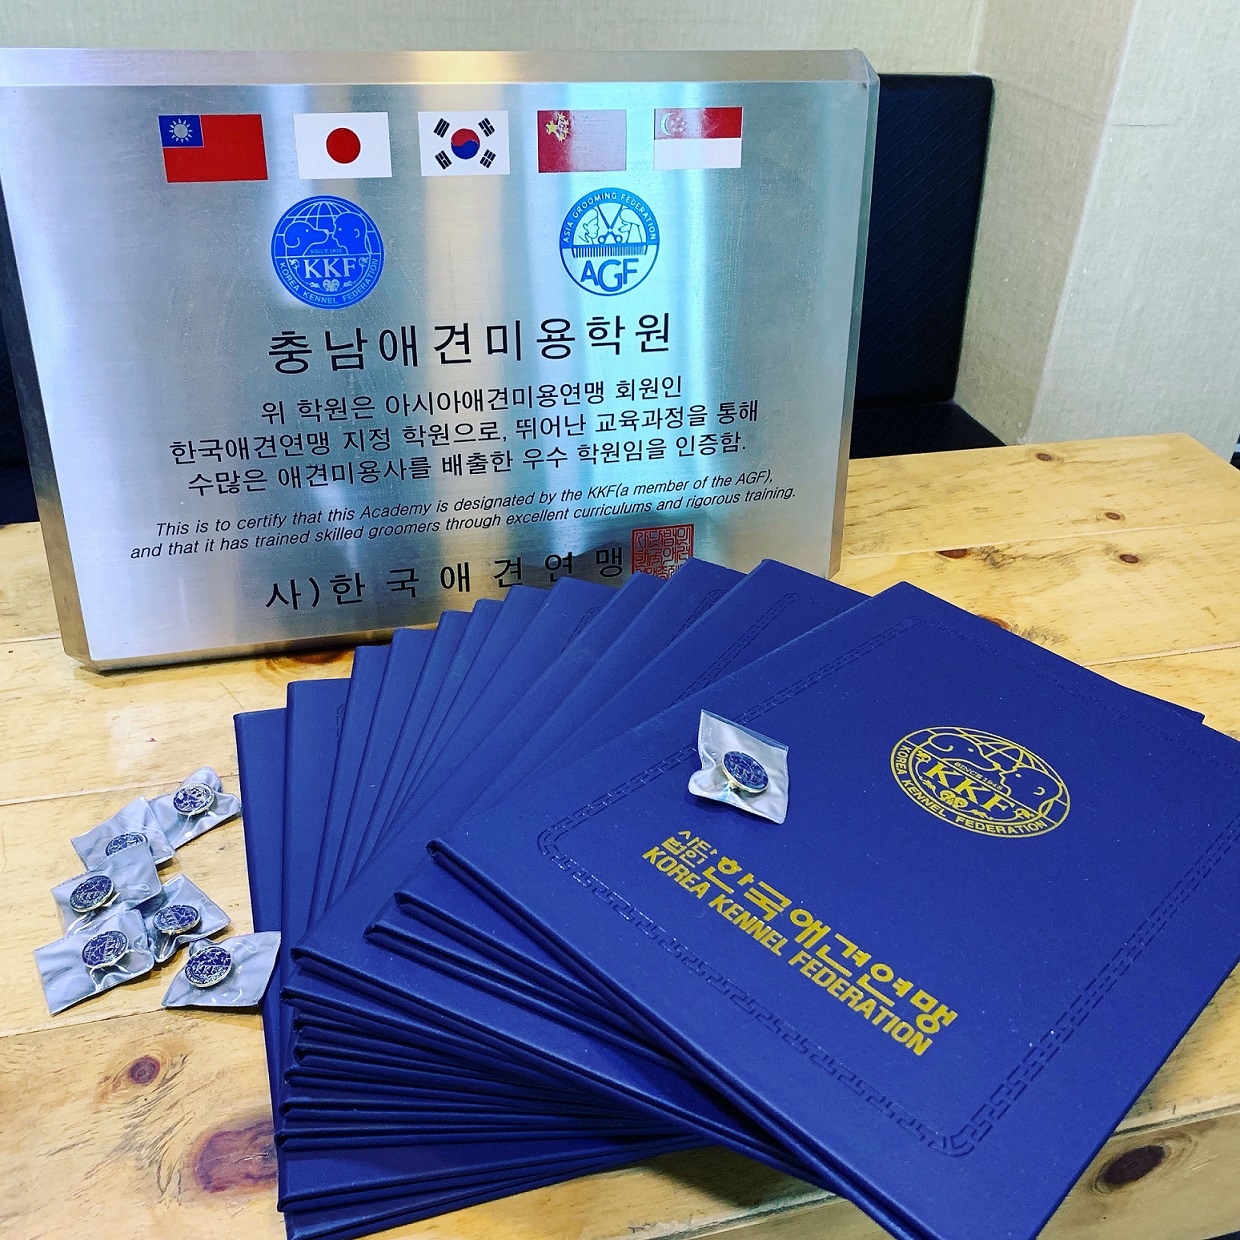 SINCE 1945
KKF
KOREA KENNEL FEDERATION
ASIA GROOMING FEDERATION
AGF
충남애견미용학원
위 학원은 아시아애견미용연맹 회원인
한국애견연맹 지정 학원으로, 뛰어난 교육과정을 통해
수많은 애견미용사를 배출한 우수 학원임을 인증함.
This is to certify that this Academy is designated by the KKF(a member of the AGF),
and that it has trained skilled groomers through excellent curriculums and rigorous training.
사)한국애견연맹
KKF
KKF
KOREA KENNEL FEDERATION
사단
법인 한국애견연맹
KOREA KENNEL FEDERATION
KKF